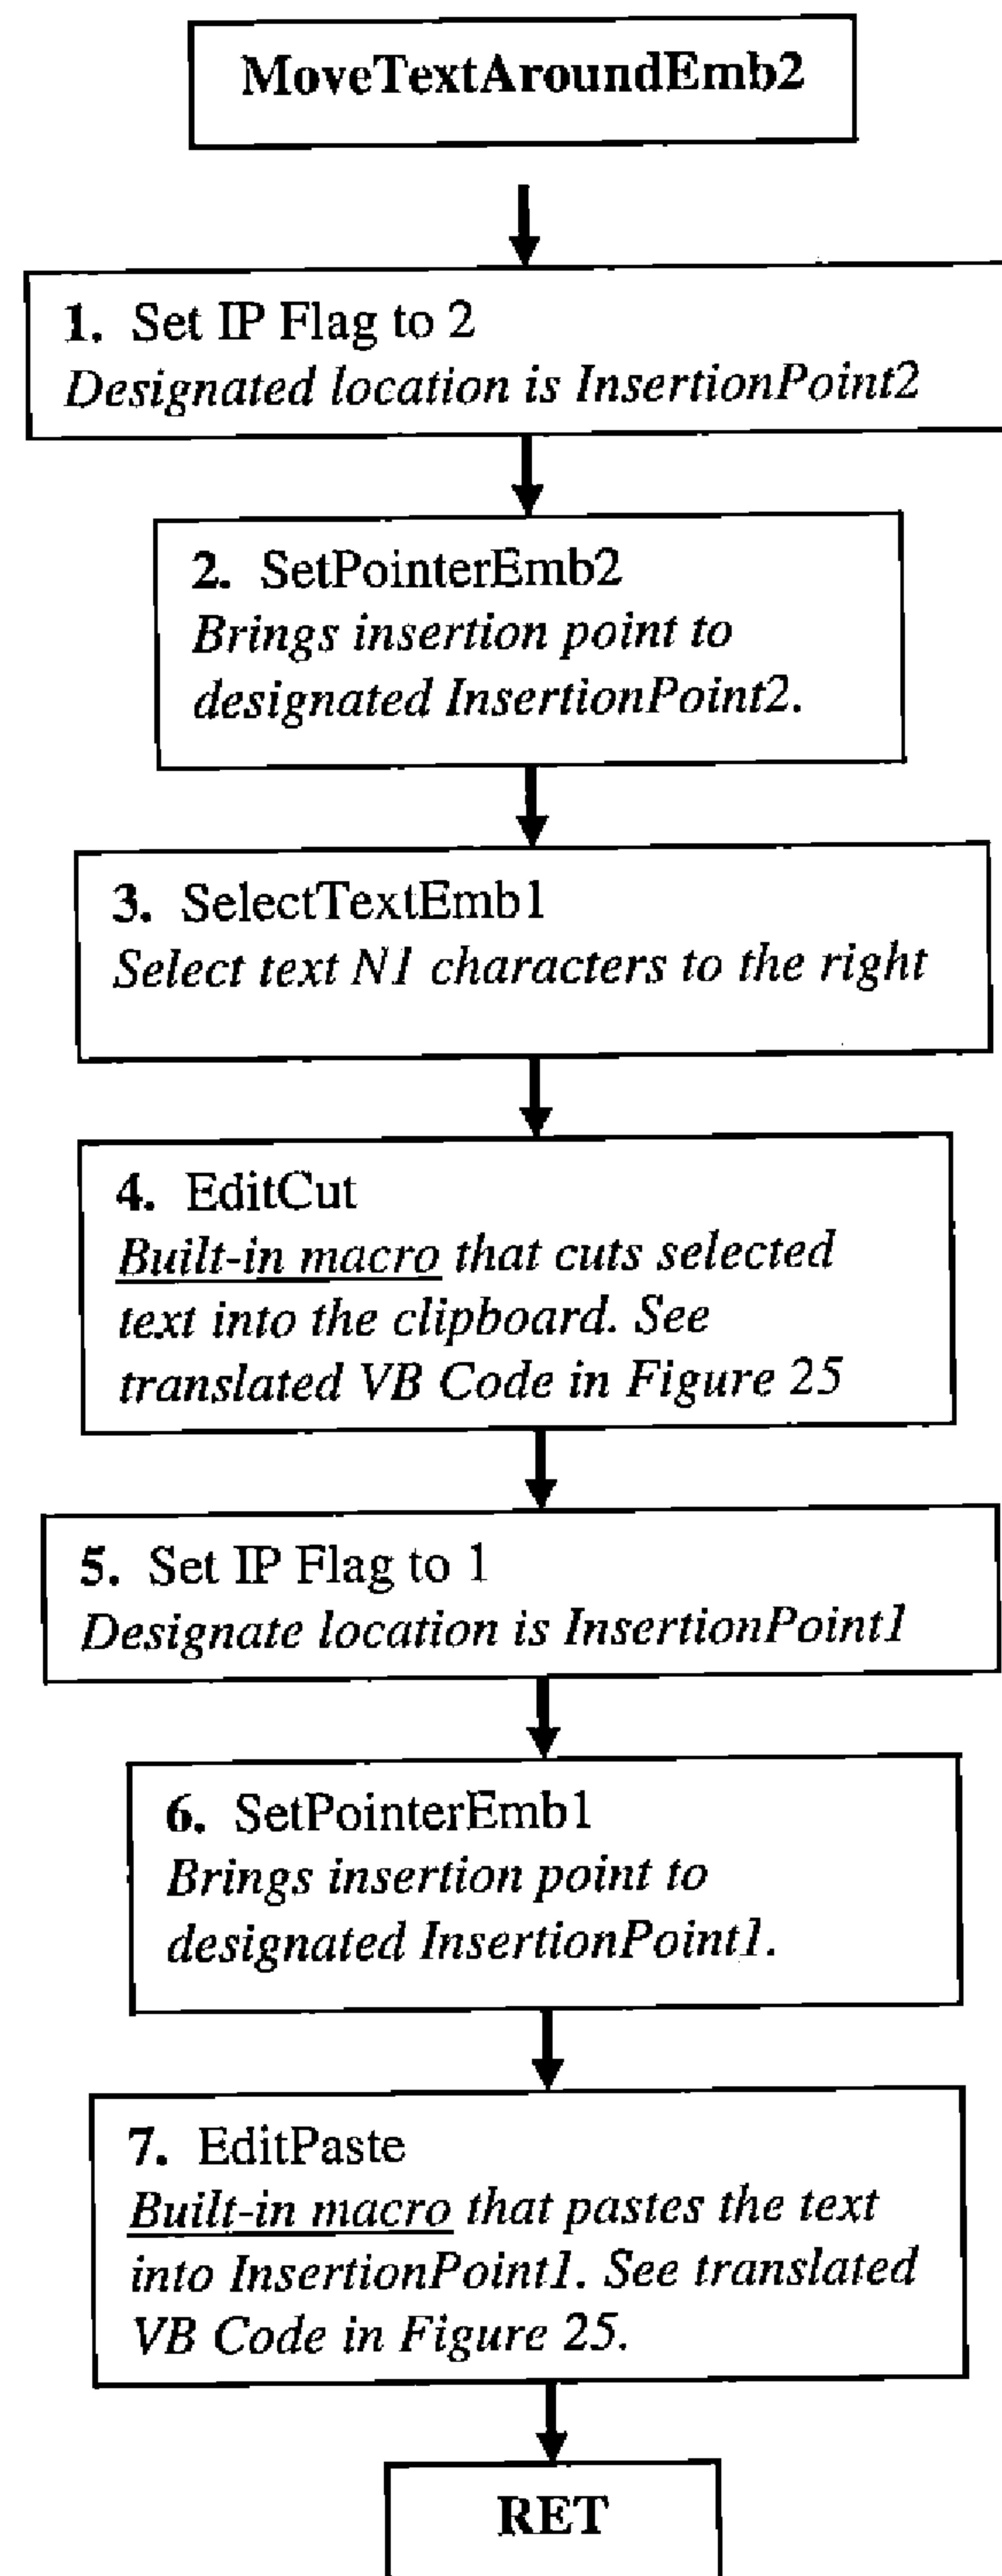 MoveTextAroundEmb2
1. Set IP Flag to 2
Designated location is InsertionPoint2
2. SetPointerEmb2
Brings insertion point to
designated InsertionPoint2.
3. SelectTextEmb1
Select text N1 characters to the right
4. EditCut
Built-in macro that cuts selected
text into the clipboard. See
translated VB Code in Figure 25
5. Set IP Flag to 1
Designate location is InsertionPoint1
6. SetPointerEmb1
Brings insertion point to
designated InsertionPoint1.
7. EditPaste
Built-in macro that pastes the text
into InsertionPoint1. See translated
VB Code in Figure 25.
RET